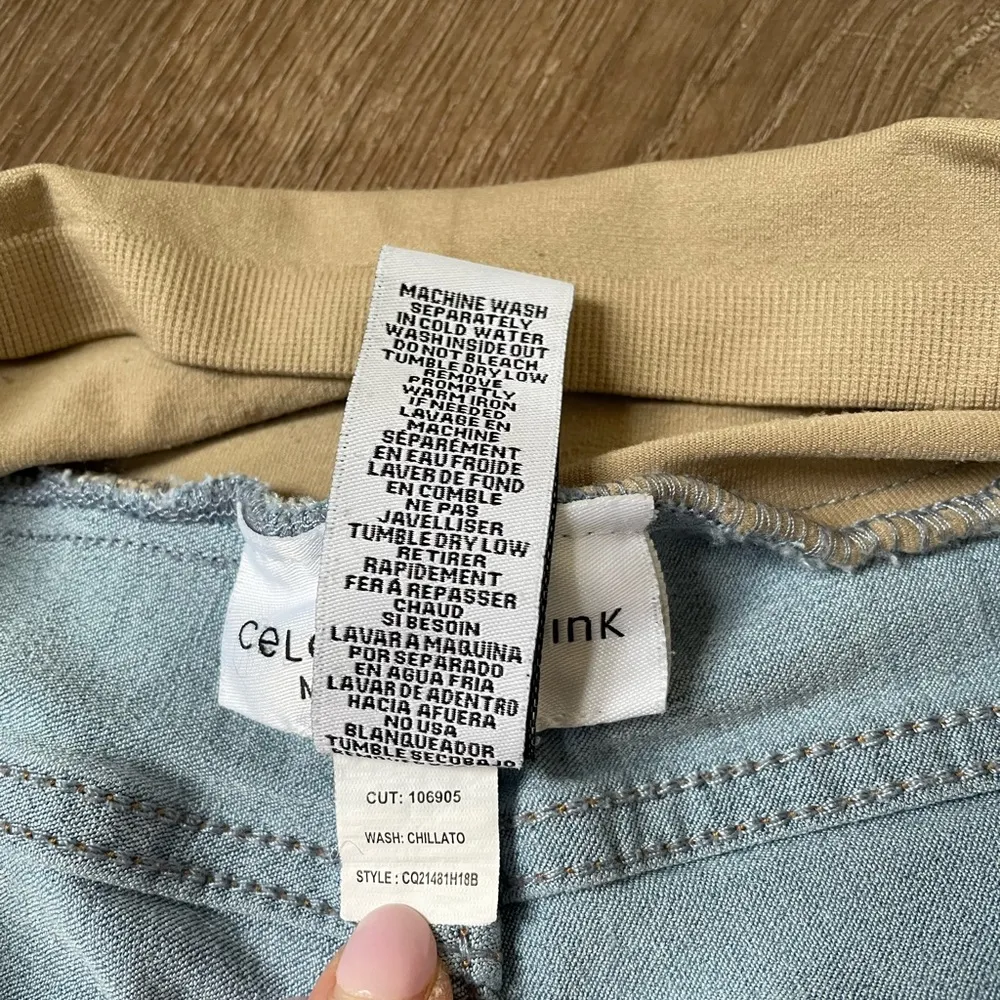 MACHINE WASH
SEPARATELY
IN COLD WATER
WASH INSIDE OUT
DO NOT BLEACH
TUMBLE DRY LOW
REMOVE
PROMPTLY
WARM IRON
IF NEEDED
LAVAGE EN
MACHINE
SÉPARÉMENT
EN EAU FROIDE
LAVER DE FOND
EN COMBLE
NE PAS
JAVELLISER
TUMBLE DRY LOW
RETIRER
RAPIDEMENT
FER À REPASSER
CHAUD
SI BESOIN
LAVAR A MAQUINA
POR SEPARADO
EN AGUA FRIA
LAVAR DE ADENTRO
HACIA AFUERA
NO USA
BLANQUEADOR
TUMBLE SECOBAJO
CeL INK
CUT: 106905
WASH: CHILLATO
STYLE : CQ21481H18B